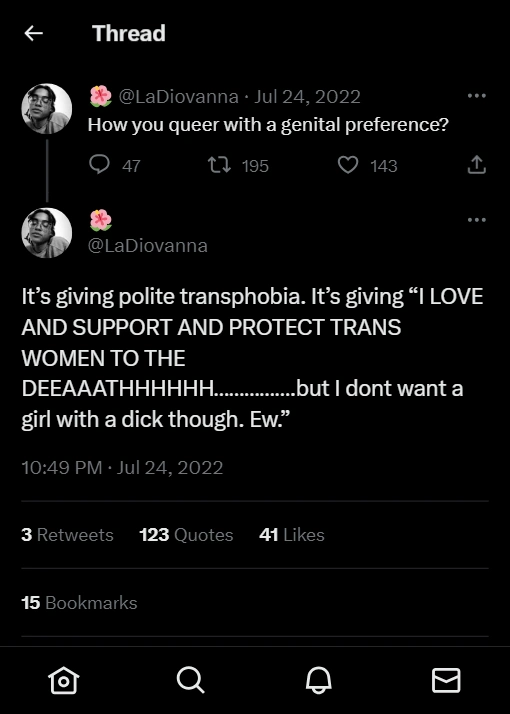 Thread
🌺 @LaDiovanna · Jul 24, 2022
How you queer with a genital preference?
47 195 143
🌺
@LaDiovanna
It’s giving polite transphobia. It’s giving “I LOVE
AND SUPPORT AND PROTECT TRANS
WOMEN TO THE
DEEAAATHHHHHH................but I dont want a
girl with a dick though. Ew.”
10:49 PM · Jul 24, 2022
3 Retweets 123 Quotes 41 Likes
15 Bookmarks